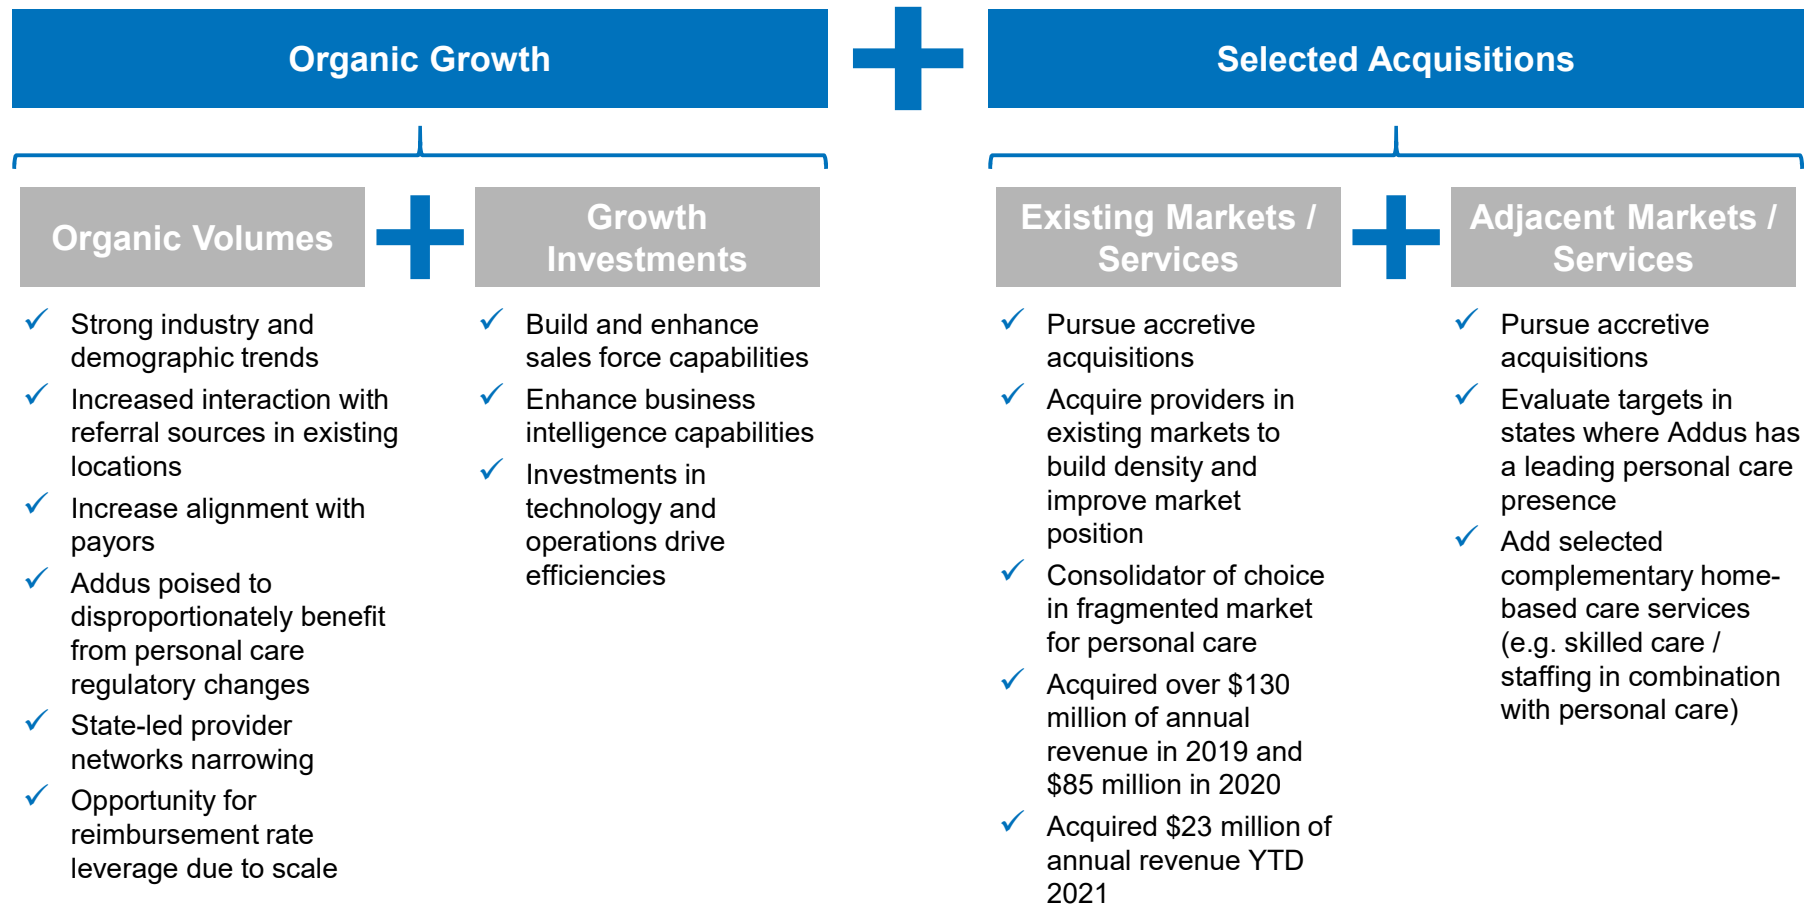 Organic Growth
Selected Acquisitions
Organic Volumes
Strong industry and
demographic trends
Increased interaction with
referral sources in existing
locations
Increase alignment with
payors
Addus poised to
disproportionately benefit
from personal care
regulatory changes
State-led provider
networks narrowing
Opportunity for
reimbursement rate
leverage due to scale
Growth
Investments
Build and enhance
sales force capabilities
Enhance business
intelligence capabilities
Investments in
technology and
operations drive
efficiencies
Existing Markets /
Services
Pursue accretive
acquisitions
Acquire providers in
existing markets to
build density and
improve market
position
Consolidator of choice
in fragmented market
for personal care
Acquired over $130
million of annual
revenue in 2019 and
$85 million in 2020
Acquired $23 million of
annual revenue YTD
2021
Adjacent Markets /
Services
Pursue accretive
acquisitions
Evaluate targets in
states where Addus has
a leading personal care
presence
Add selected
complementary home-
based care services
(e.g. skilled care /
staffing in combination
with personal care)